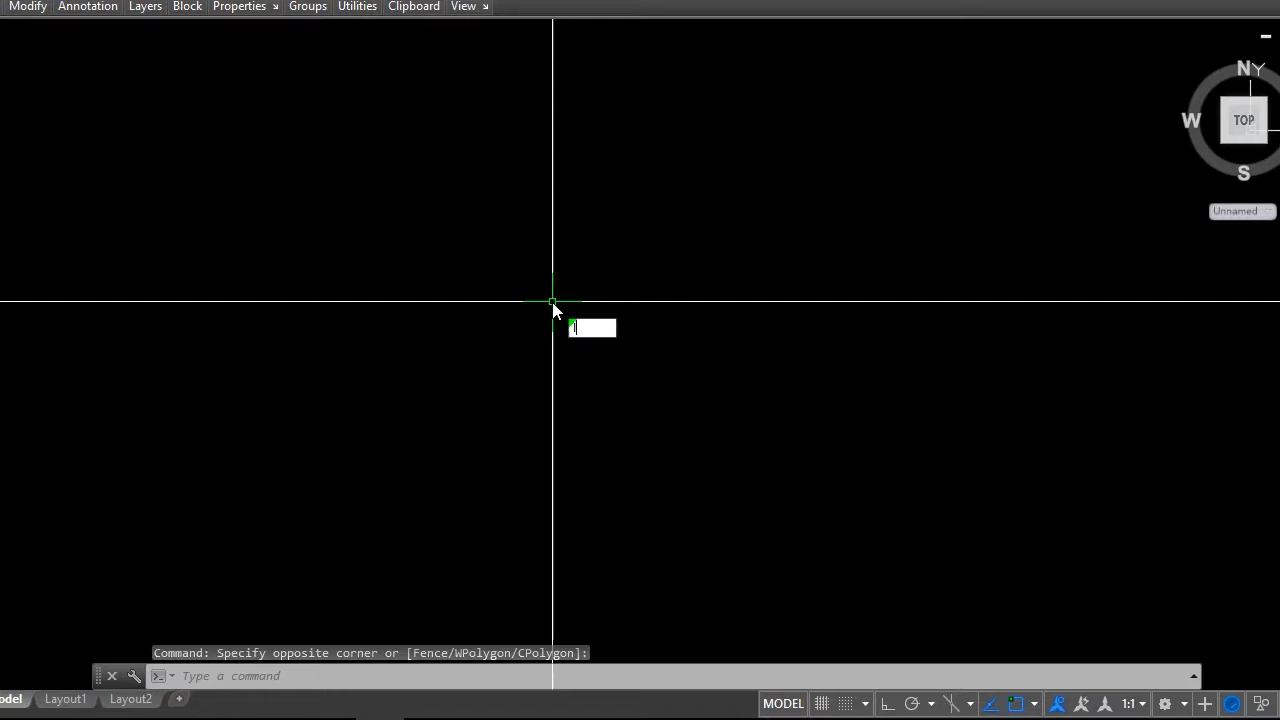 Modify Annotation Layers Block Properties Groups Utilities Clipboard View
N Y
W TOP
S
Unnamed
l
Command: Specify opposite corner or [Fence/WPolygon/CPolygon]:
Type a command
odel Layout1 Layout2 +
MODEL 1:1